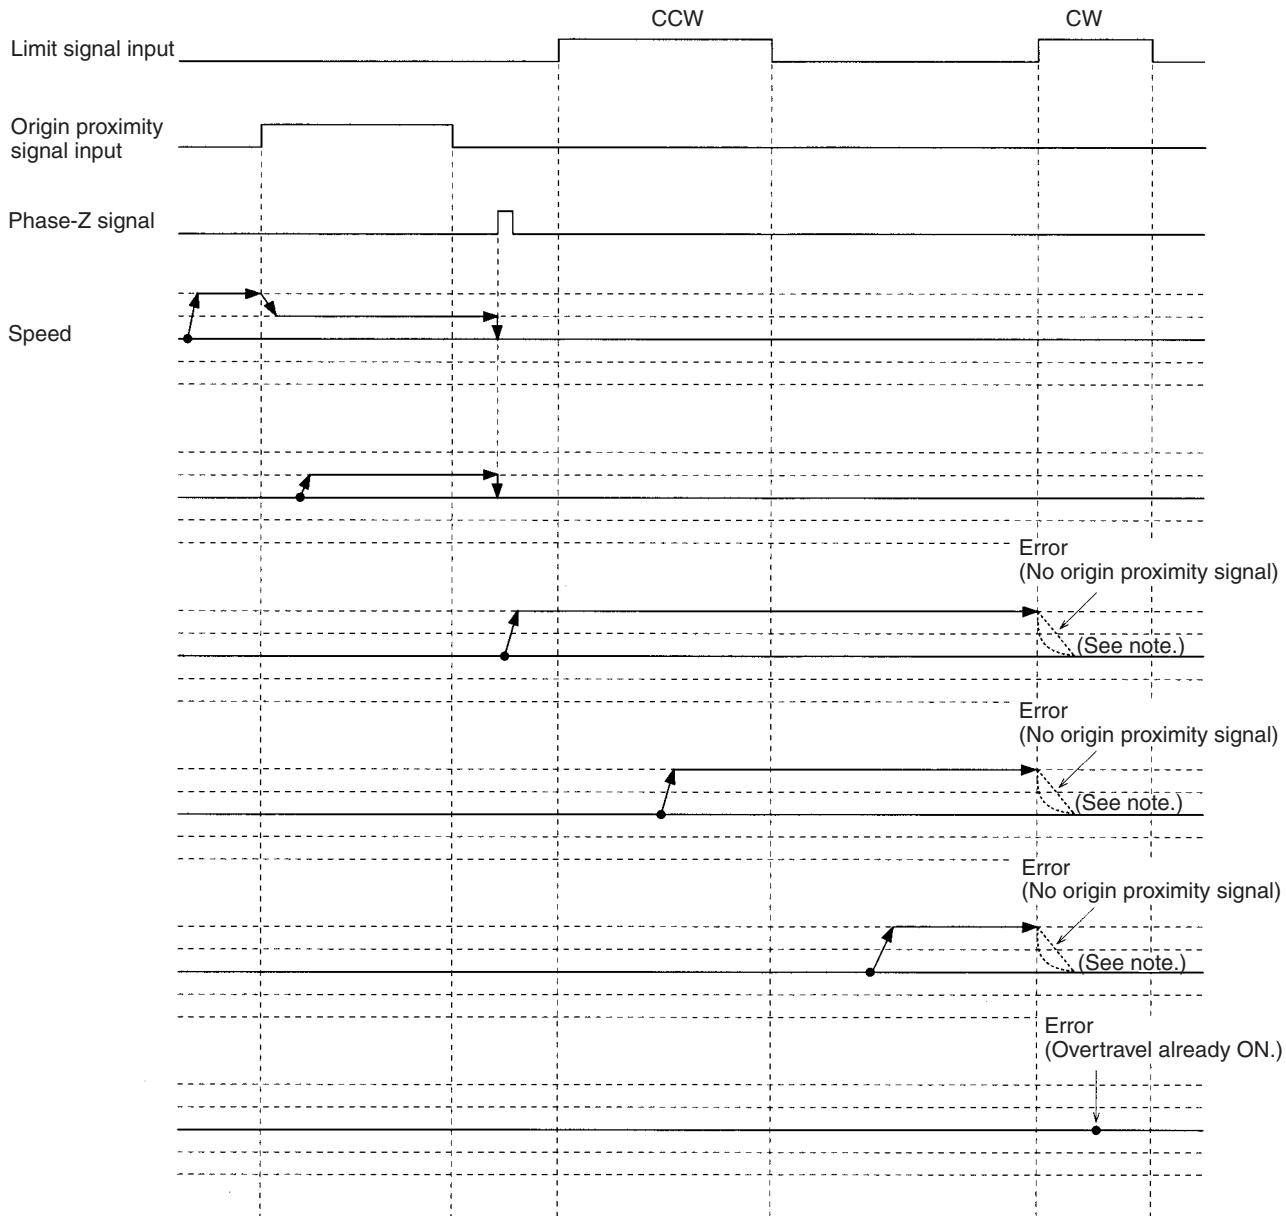 CCW
CW
Limit signal input
Origin proximity
signal input
Phase-Z signal
Speed
Error
(No origin proximity signal)
(See note.)
Error
(No origin proximity signal)
(See note.)
Error
(No origin proximity signal)
(See note.)
Error
(Overtravel already ON.)